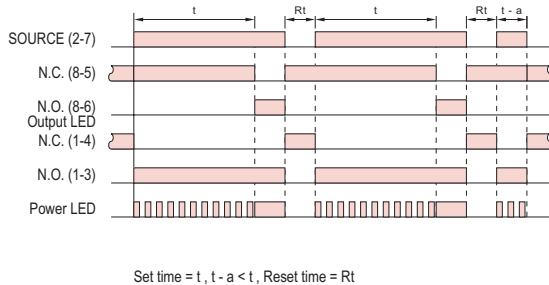 t Rt t Rt t - a
SOURCE (2-7)
N.C. (8-5)
N.O. (8-6)
Output LED
N.C. (1-4)
N.O. (1-3)
Power LED
Set time = t , t - a < t , Reset time = Rt